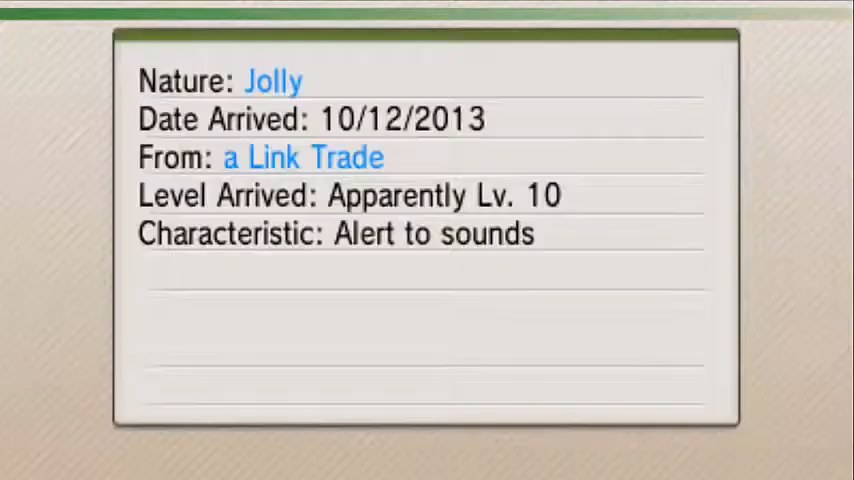 Nature: Jolly
Date Arrived: 10/12/2013
From: a Link Trade
Level Arrived: Apparently Lv. 10
Characteristic: Alert to sounds